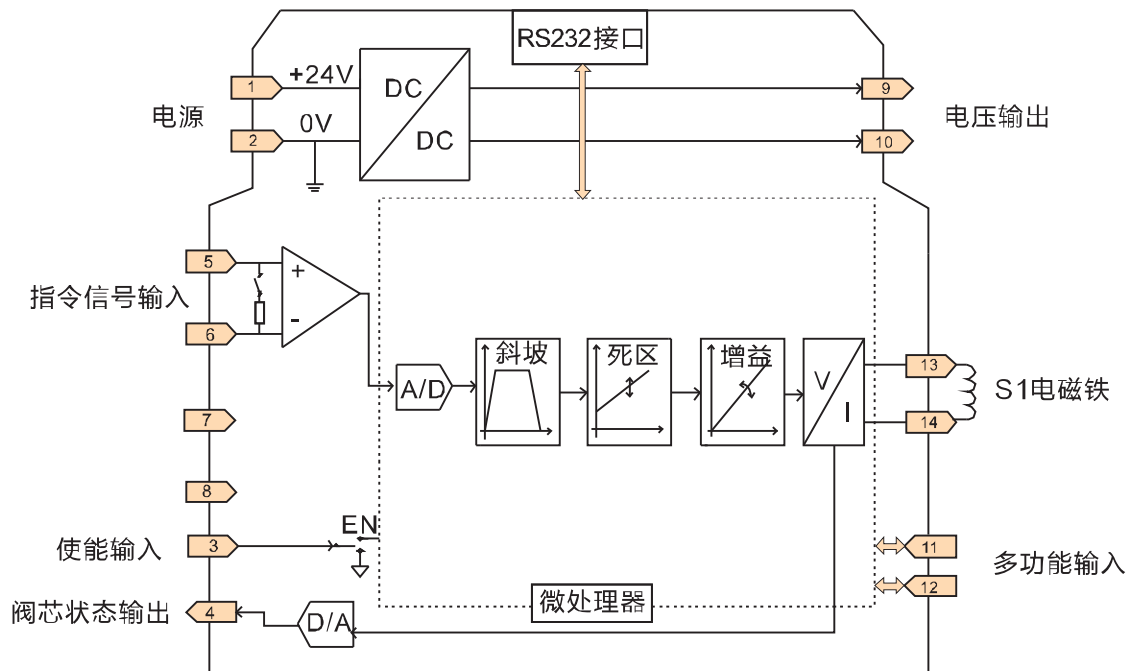 RS232接口
+24V
1
DC
9
电源
电压输出
0V
2
DC
10
5
+
指令信号输入
-
6
斜坡
死区
增益
13
A/D
V
S1电磁铁
I
14
7
8
EN
使能输入
3
11
多功能输入
12
微处理器
阀芯状态输出
4
D/A